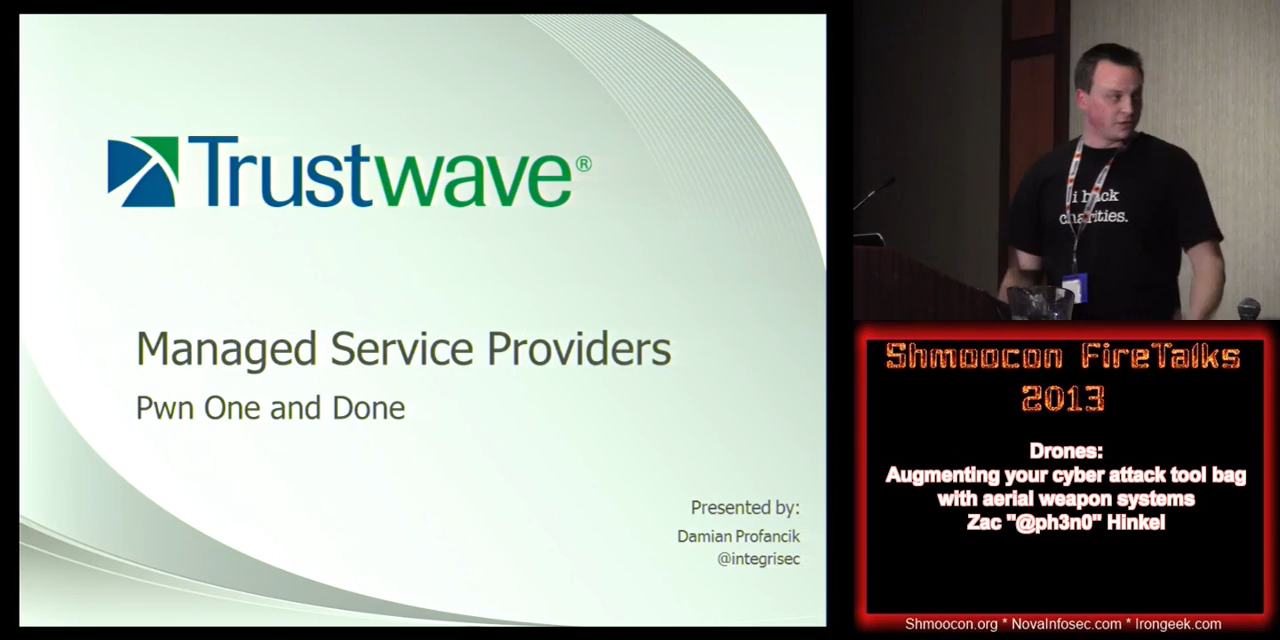 Trustwave®
Managed Service Providers
Pwn One and Done
Presented by:
Damian Profancik
@integrisec
i hack
charities.
Shmoocon FireTalks
2013
Drones:
Augmenting your cyber attack tool bag
with aerial weapon systems
Zac "@ph3n0" Hinkel
Shmoocon.org * NovaInfosec.com * Irongeek.com